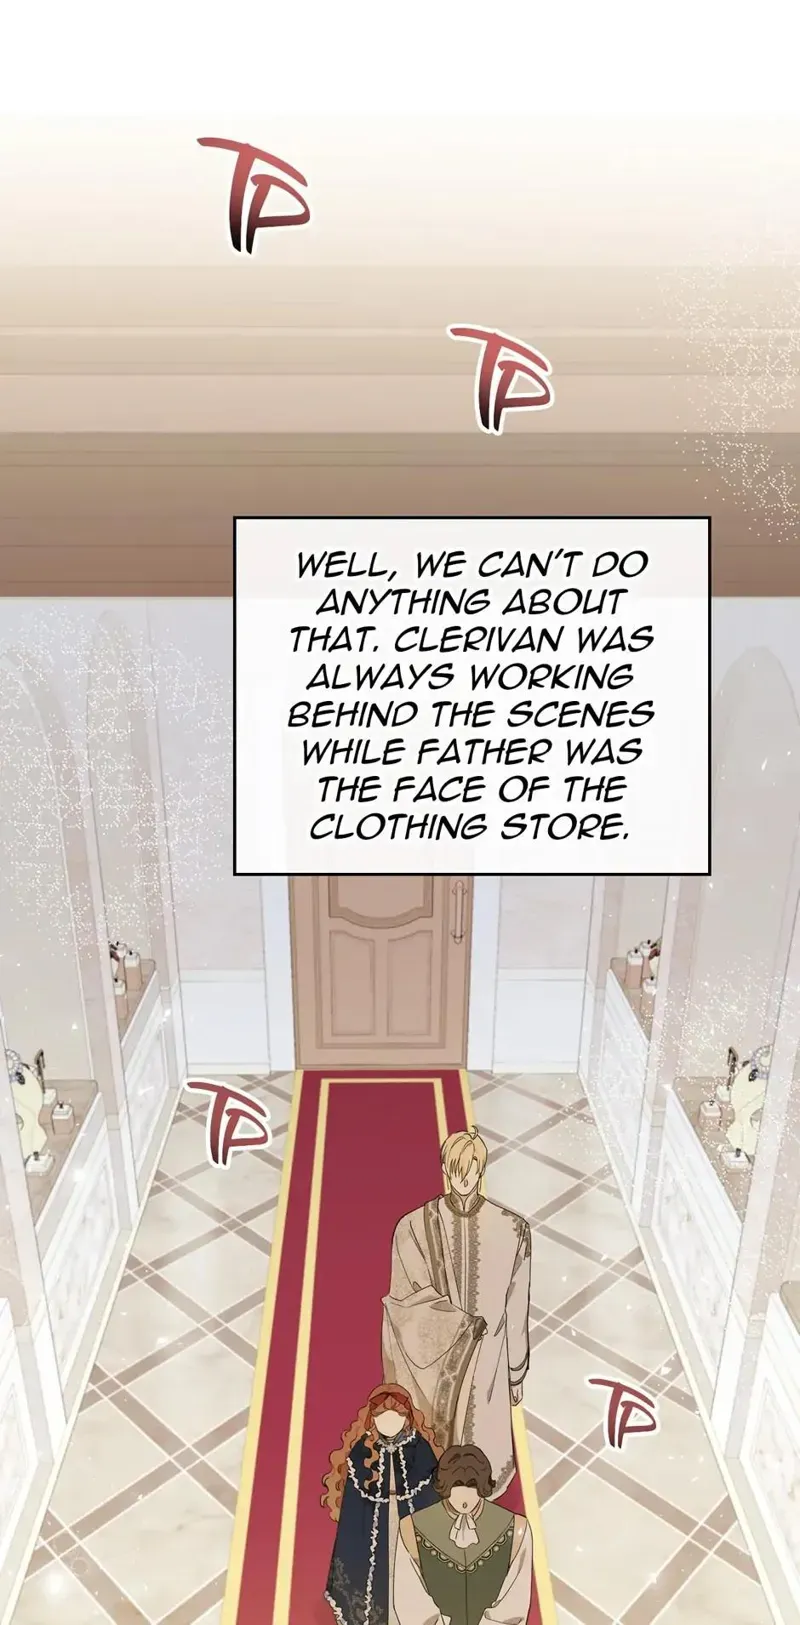 TP
TP
WELL, WE CAN'T DO
ANYTHING ABOUT
THAT. CLERIVAN WAS
ALWAYS WORKING
BEHIND THE SCENES
WHILE FATHER WAS
THE FACE OF THE
CLOTHING STORE.
TP
TP